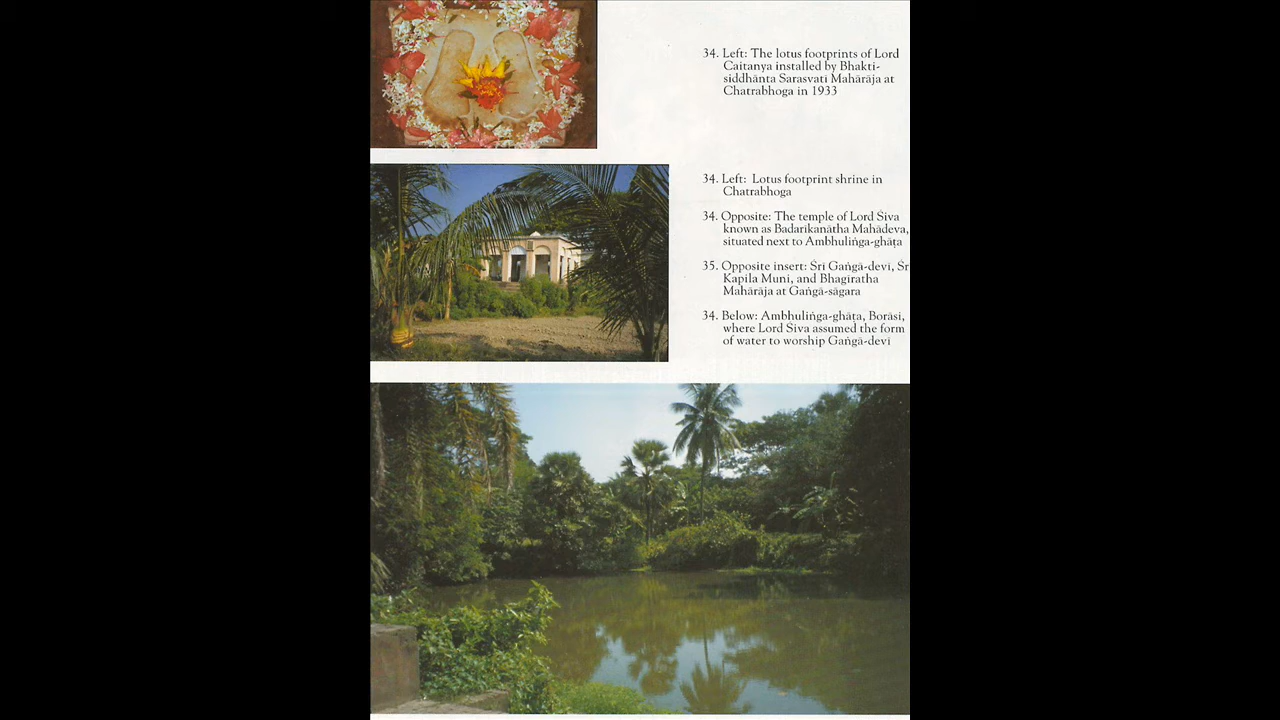 34. Left: The lotus footprints of Lord
Caitanya installed by Bhakti-
siddhānta Sarasvatī Mahārāja at
Chatrabhoga in 1933
34. Left: Lotus footprint shrine in
Chatrabhoga
34. Opposite: The temple of Lord Śiva
known as Badarikanātha Mahādeva,
situated next to Ambhuliṅga-ghāṭa
35. Opposite insert: Śrī Gaṅgā-devī, Śr
Kapila Muni, and Bhagīratha
Mahārāja at Gaṅgā-sāgara
34. Below: Ambhuliṅga-ghāṭa, Borāsi,
where Lord Śiva assumed the form
of water to worship Gaṅgā-devī